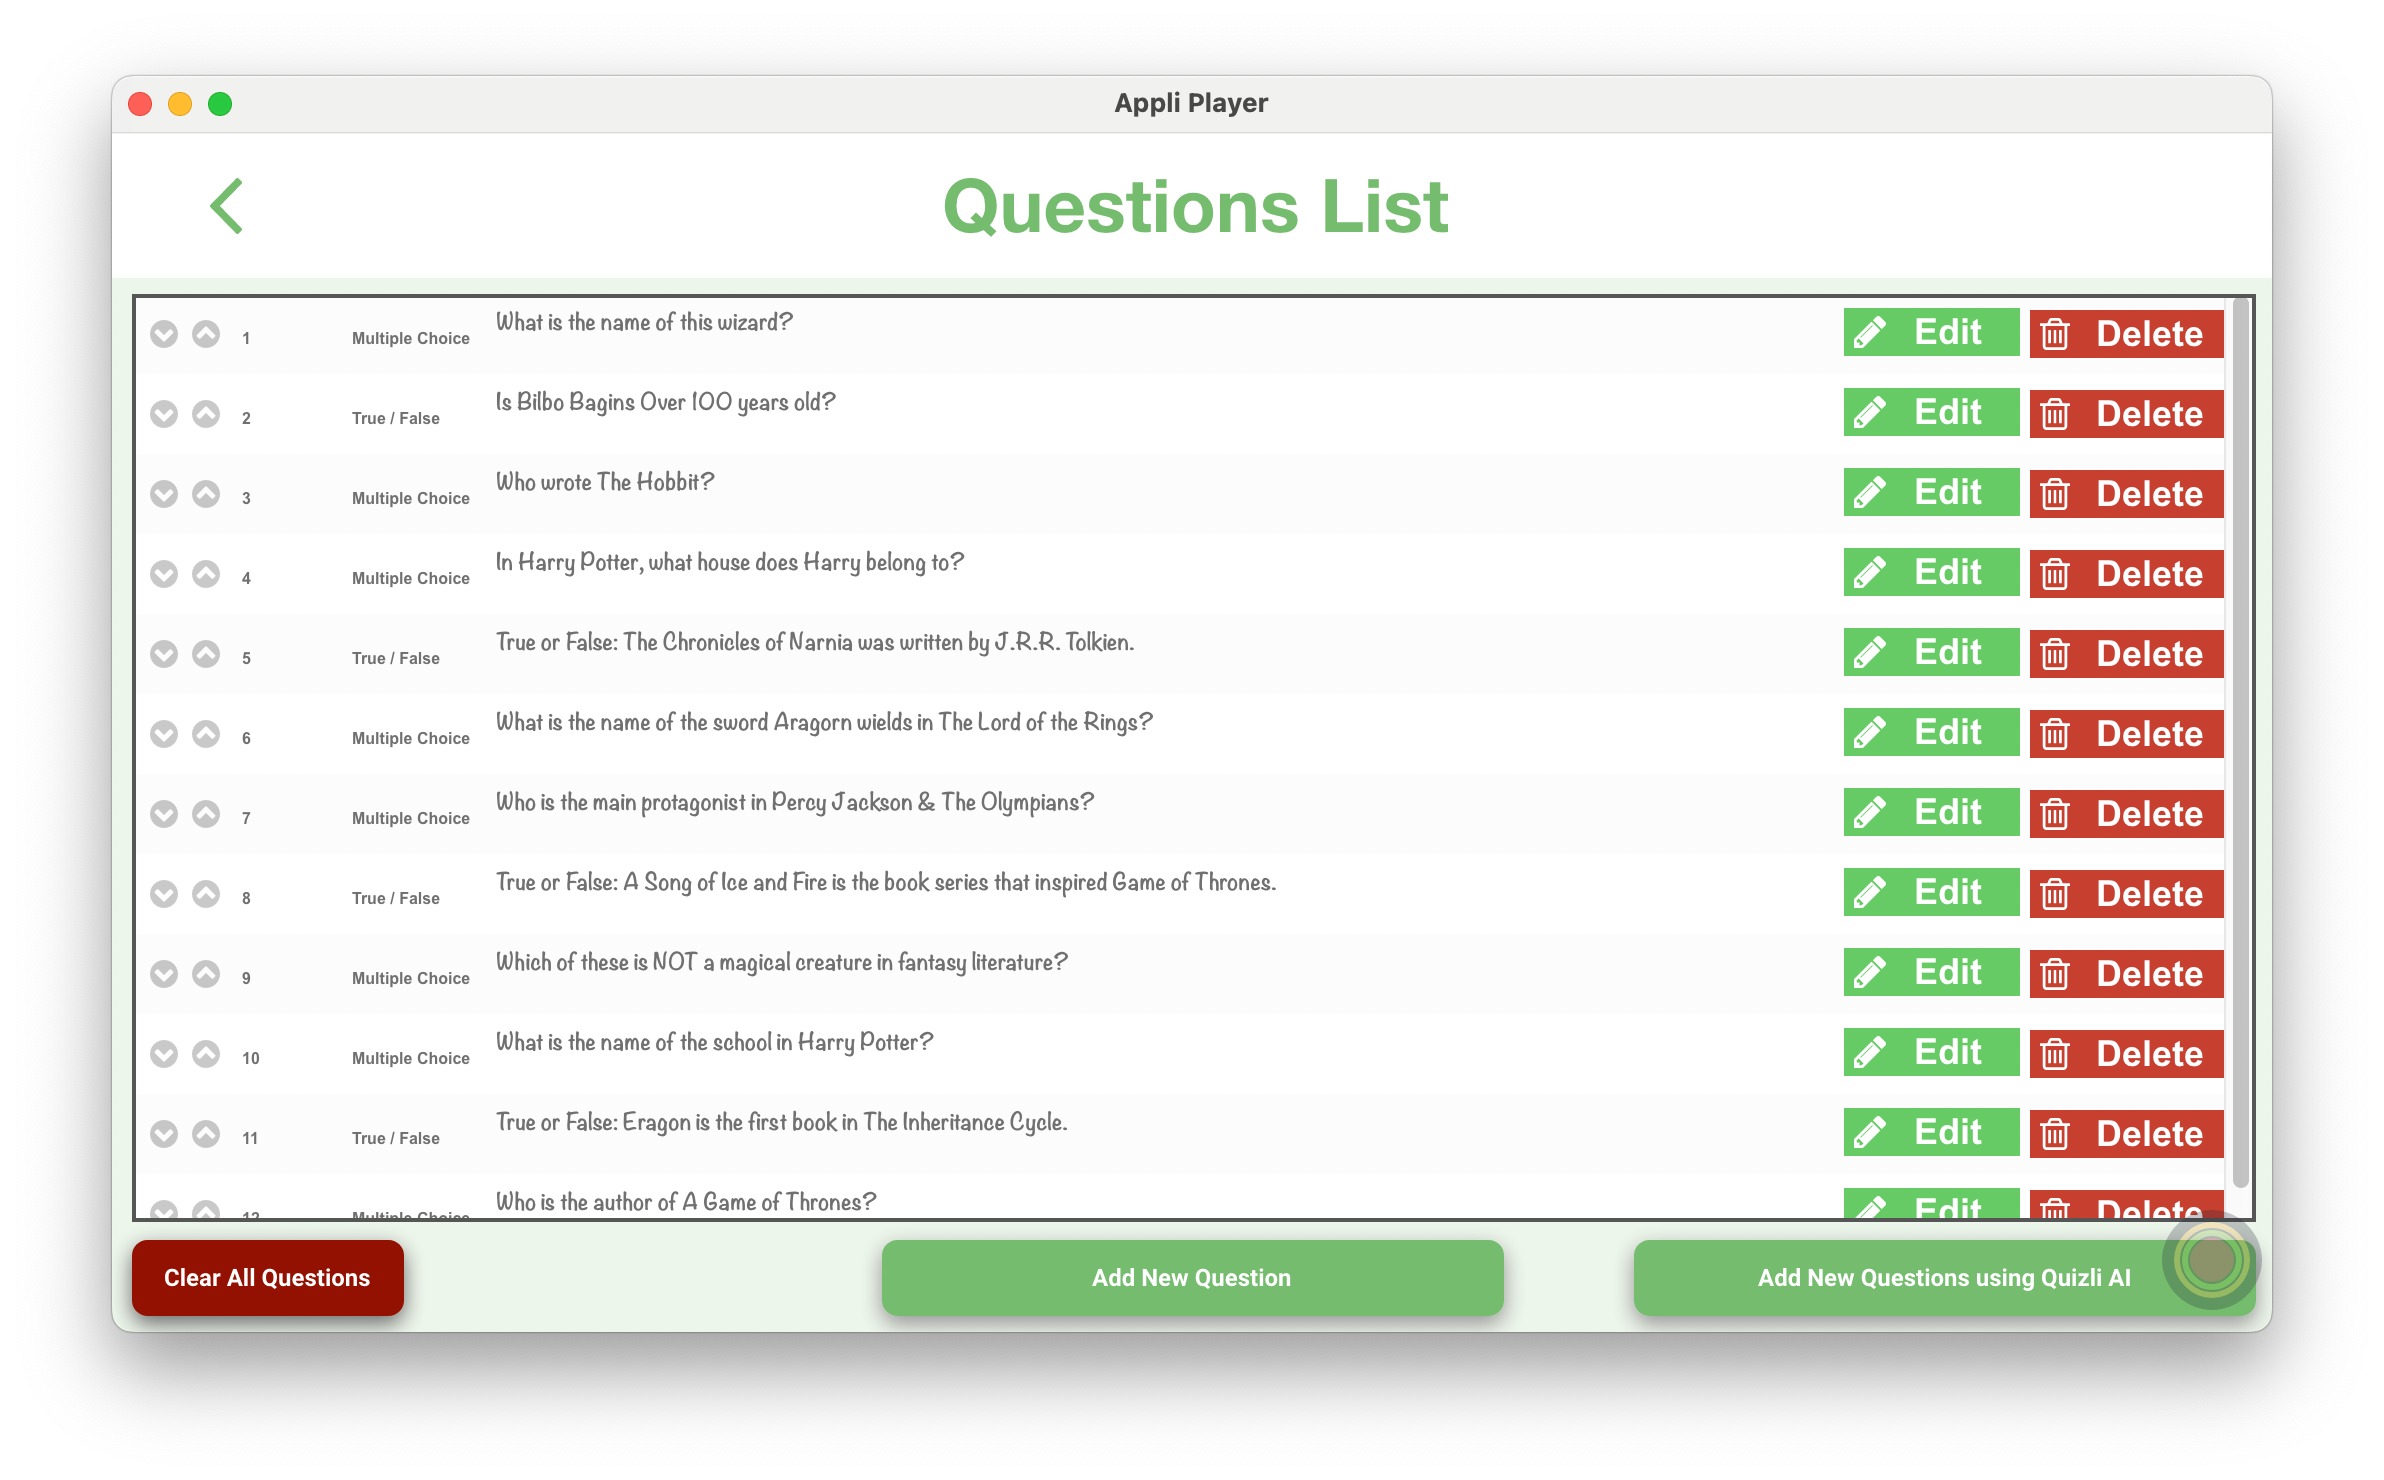 Appli Player
Questions List
1 Multiple Choice What is the name of this wizard? Edit Delete
2 True / False Is Bilbo Bagins Over 100 years old? Edit Delete
3 Multiple Choice Who wrote The Hobbit? Edit Delete
4 Multiple Choice In Harry Potter, what house does Harry belong to? Edit Delete
5 True / False True or False: The Chronicles of Narnia was written by J.R.R. Tolkien. Edit Delete
6 Multiple Choice What is the name of the sword Aragorn wields in The Lord of the Rings? Edit Delete
7 Multiple Choice Who is the main protagonist in Percy Jackson & The Olympians? Edit Delete
8 True / False True or False: A Song of Ice and Fire is the book series that inspired Game of Thrones. Edit Delete
9 Multiple Choice Which of these is NOT a magical creature in fantasy literature? Edit Delete
10 Multiple Choice What is the name of the school in Harry Potter? Edit Delete
11 True / False True or False: Eragon is the first book in The Inheritance Cycle. Edit Delete
12 Multiple Choice Who is the author of A Game of Thrones? Edit Delete
Clear All Questions Add New Question Add New Questions using Quizli AI